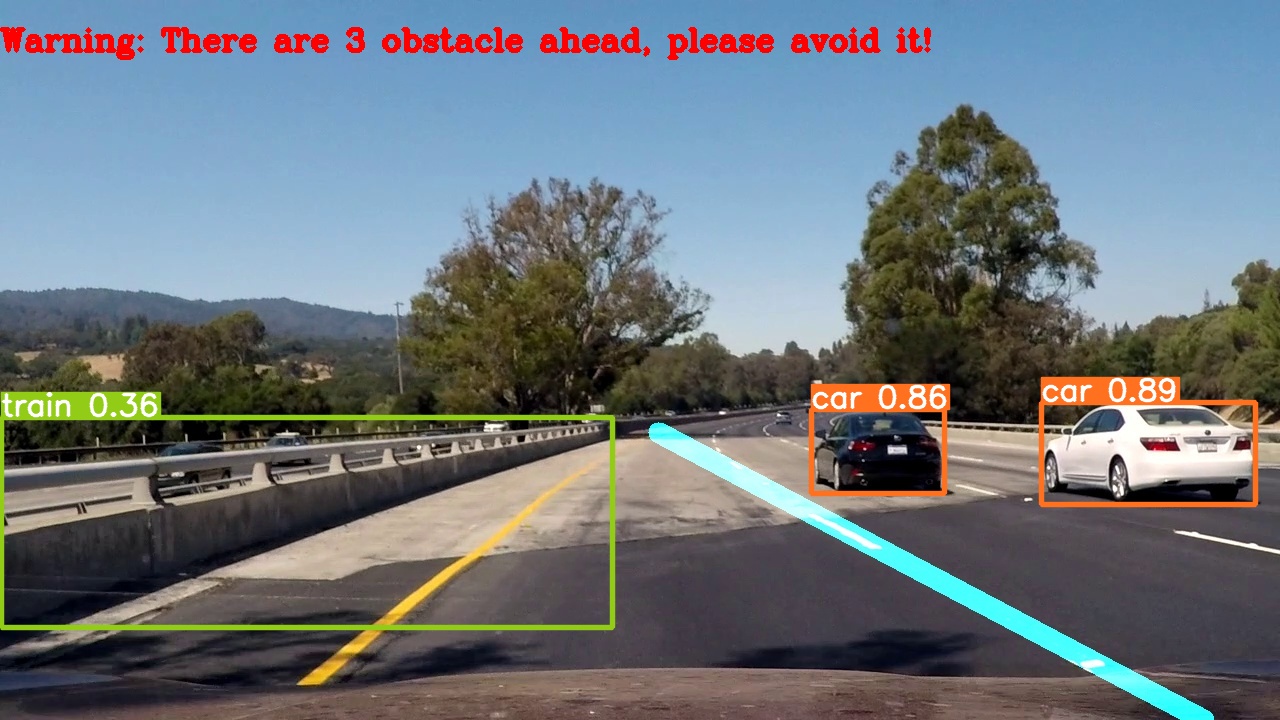 Warning: There are 3 obstacle ahead, please avoid it!
train 0.36
car 0.86
car 0.89